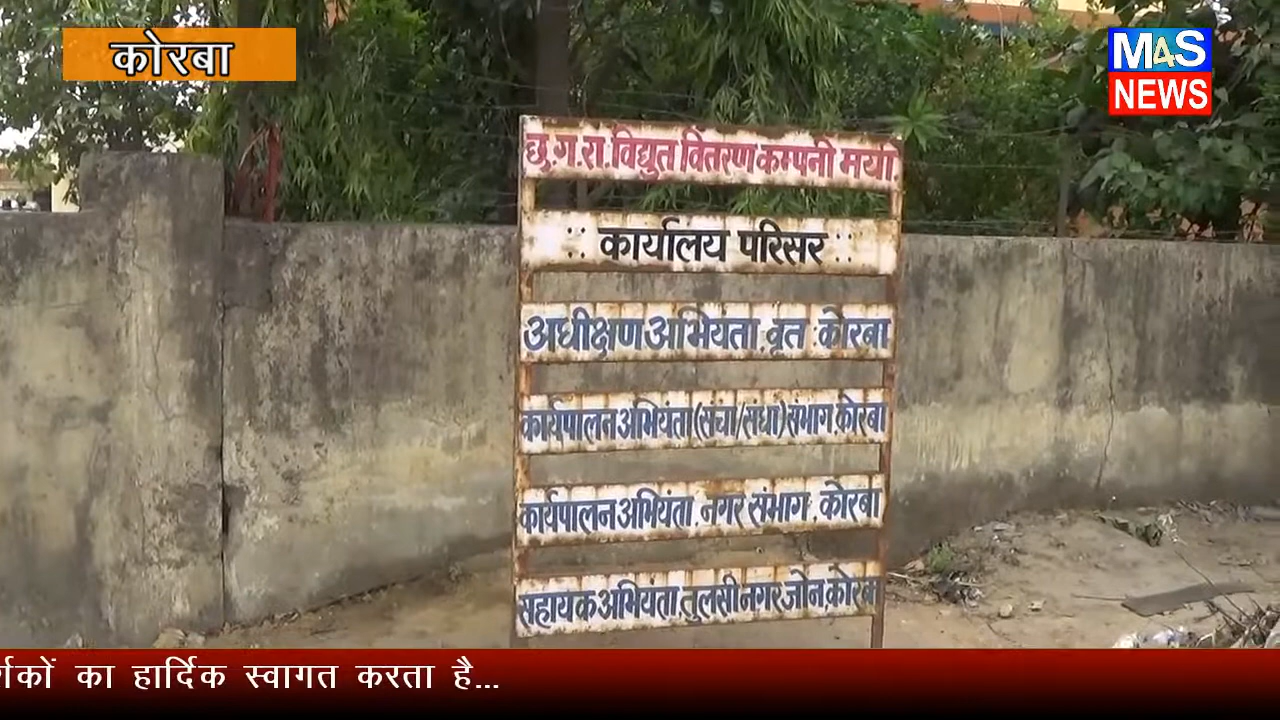 कोरबा
M4S
NEWS
छ.ग.रा.विद्युत वितरण कम्पनी मर्या.
:: कार्यालय परिसर ::
अधीक्षण अभियंता, वृत : कोरबा
कार्यपालन अभियंता(संचा/संधा)संभाग,कोरबा
कार्यपालन अभियंता, नगर संभाग, कोरबा
सहायक अभियंता,तुलसी नगर,जोन,कोरबा
र्शकों का हार्दिक स्वागत करता है...